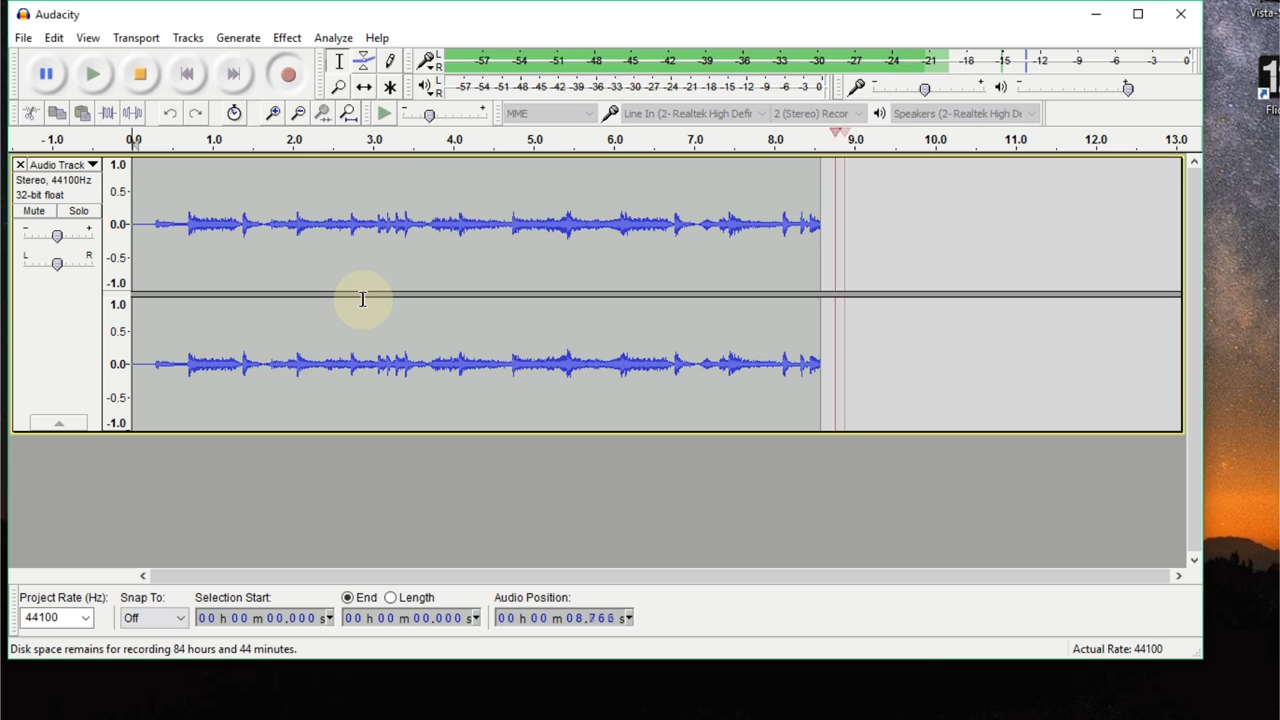 Audacity
Vista-S
File Edit View Transport Tracks Generate Effect Analyze Help
L R -57 -54 -51 -48 -45 -42 -39 -36 -33 -30 -27 -24 -21 -18 -12 -9 -6 -3 0
L R -57 -54 -51 -48 -45 -42 -39 -36 -33 -30 -27 -24 -21 -18 -15 -12 -9 -6 -3 0 - + - +
Flic
- + MME Line In (2- Realtek High Defir 2 (Stereo) Recor Speakers (2- Realtek High De
-1.0 0.0 1.0 2.0 3.0 4.0 5.0 6.0 7.0 8.0 9.0 10.0 11.0 12.0 13.0
Audio Track 1.0
Stereo, 44100Hz
32-bit float 0.5
Mute Solo
- + 0.0
L R -0.5
-1.0
1.0
0.5
0.0
-0.5
-1.0
Project Rate (Hz): Snap To: Selection Start: End Length Audio Position:
44100 Off 00 h 00 m 00.000 s 00 h 00 m 00.000 s 00 h 00 m 08.766 s
Disk space remains for recording 84 hours and 44 minutes. Actual Rate: 44100